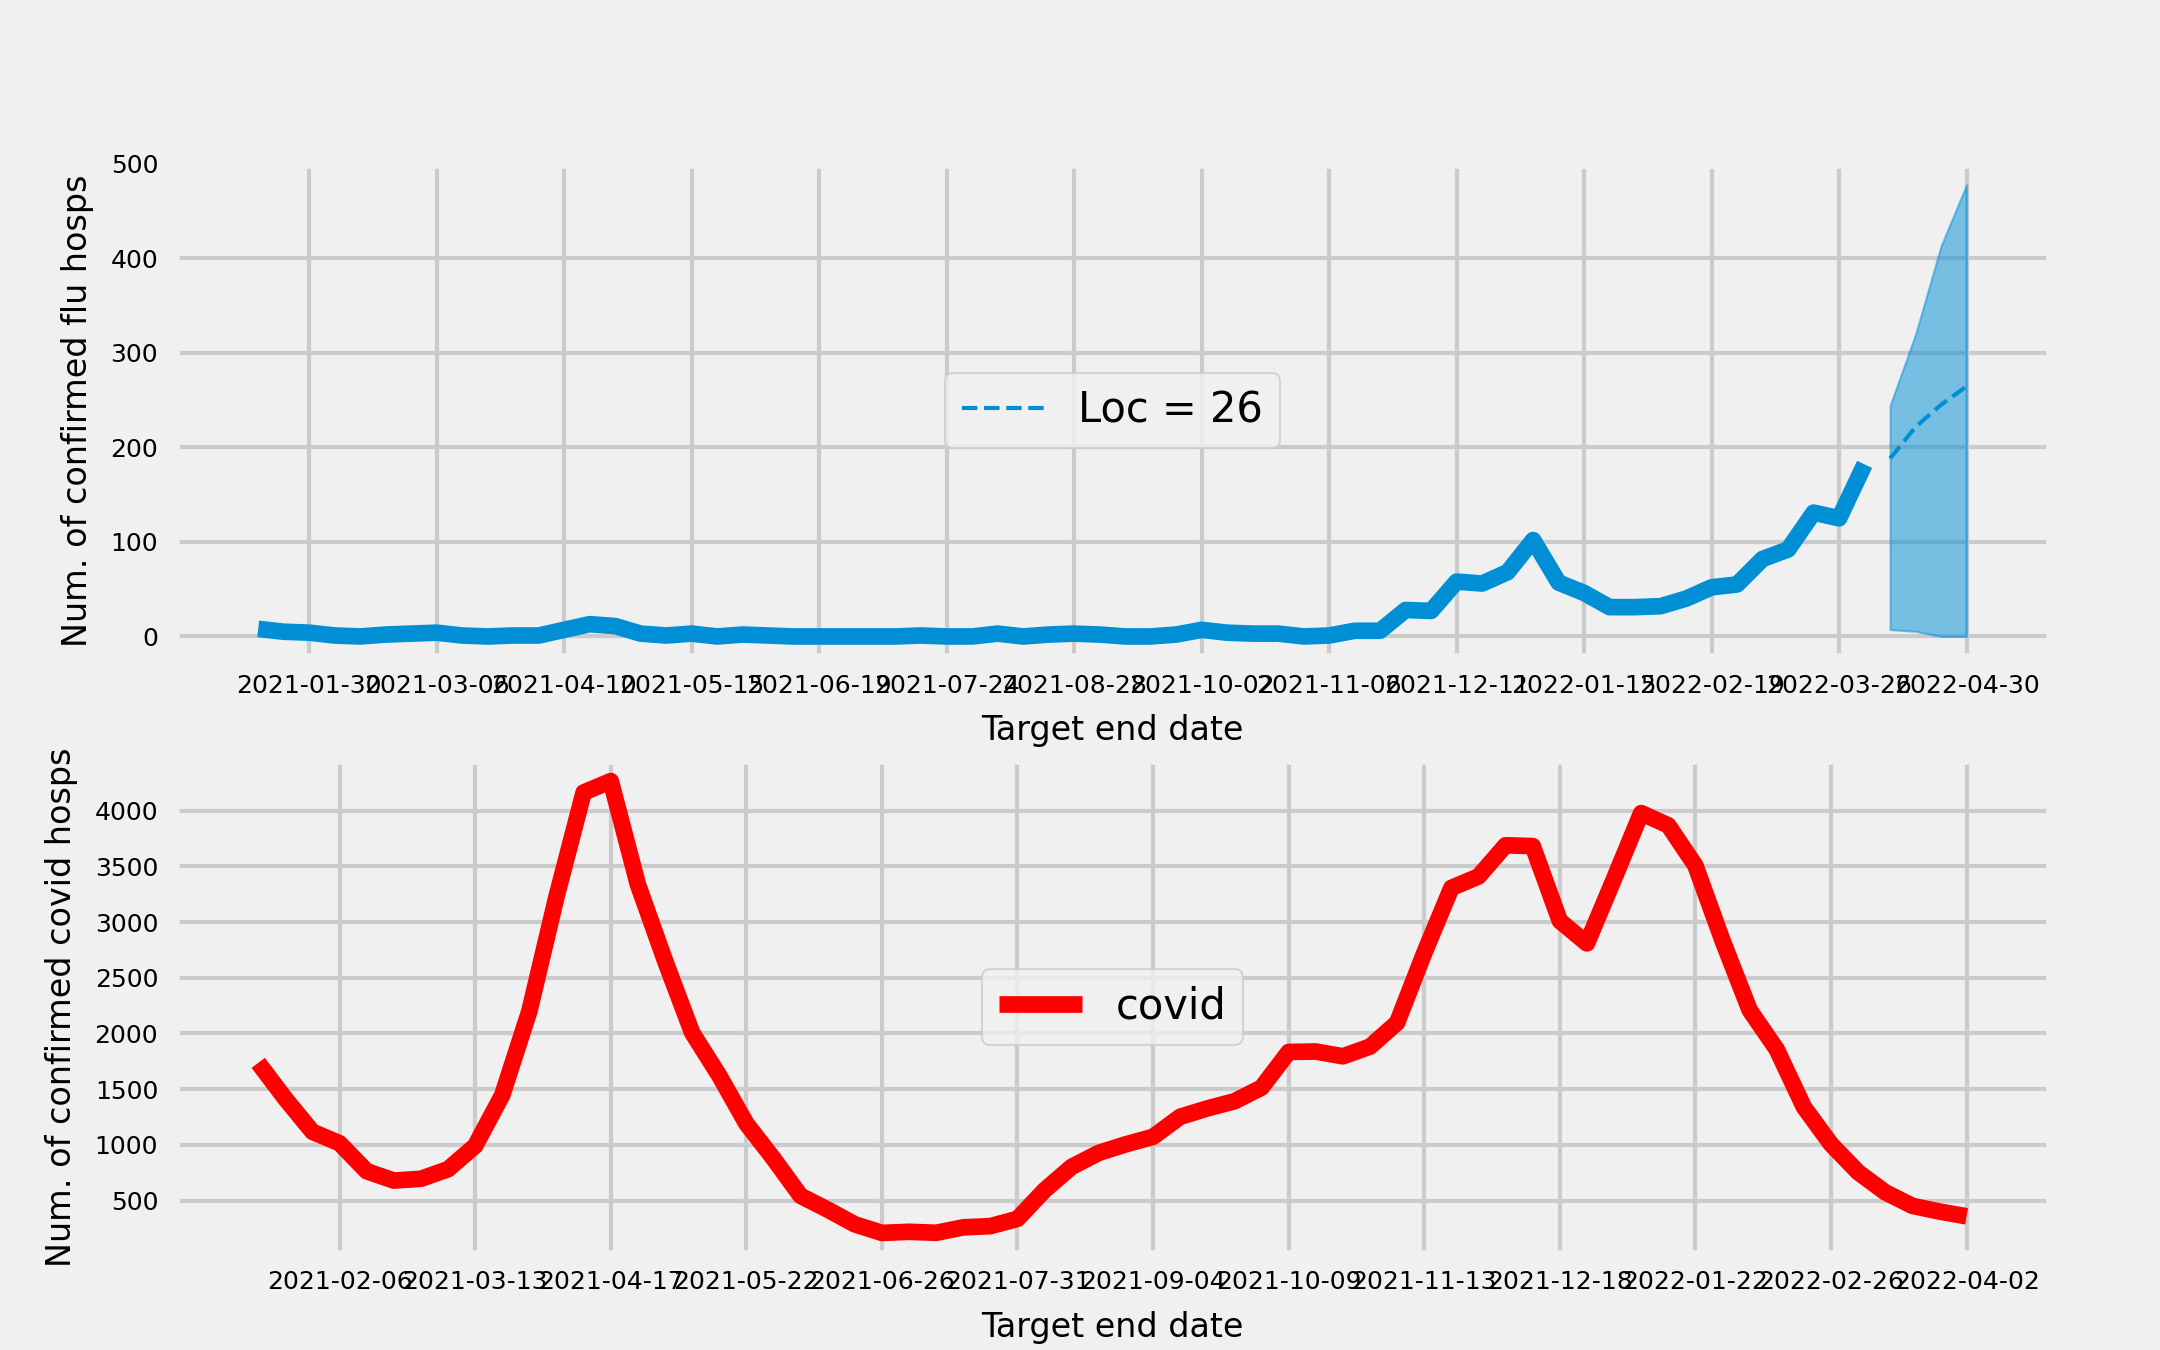 500
400
300
200
100
0
Num. of confirmed flu hosps
Loc = 26
2021-01-30 2021-03-06 2021-04-10 2021-05-15 2021-06-19 2021-07-24 2021-08-28 2021-10-02 2021-11-06 2021-12-11 2022-01-15 2022-02-19 2022-03-26 2022-04-30
Target end date
4000
3500
3000
2500
2000
1500
1000
500
Num. of confirmed covid hosps
covid
2021-02-06 2021-03-13 2021-04-17 2021-05-22 2021-06-26 2021-07-31 2021-09-04 2021-10-09 2021-11-13 2021-12-18 2022-01-22 2022-02-26 2022-04-02
Target end date